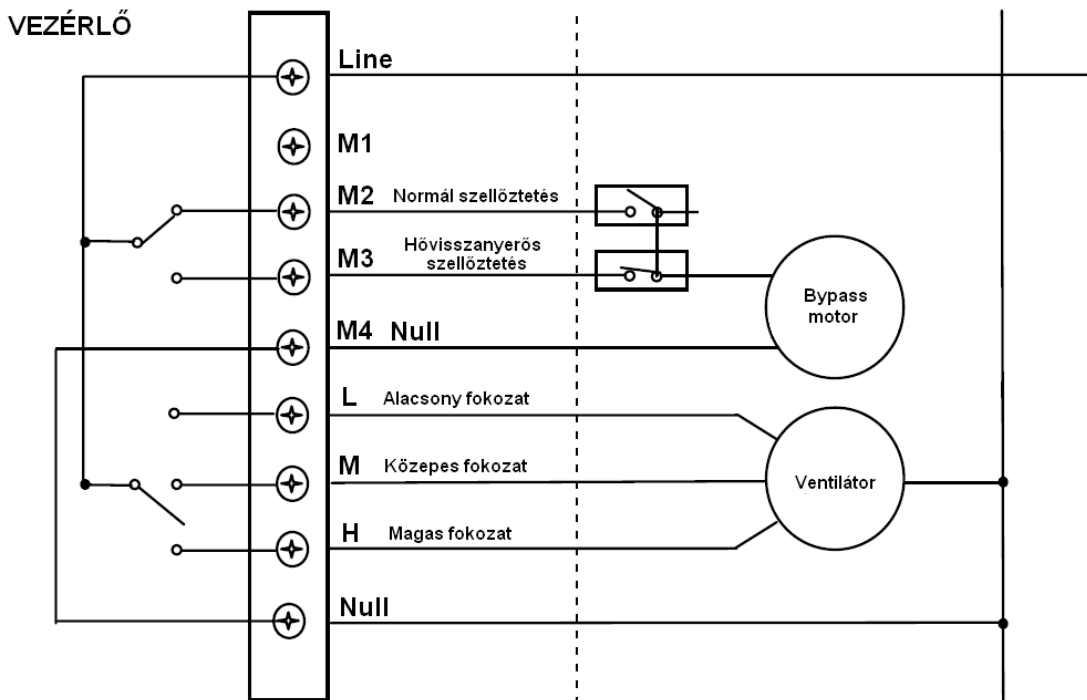 VEZÉRLŐ
Line
M1
M2 Normál szellőztetés
M3 Hővisszanyerős
szellőztetés
Bypass
motor
M4 Null
L Alacsony fokozat
M Közepes fokozat
Ventilátor
H Magas fokozat
Null